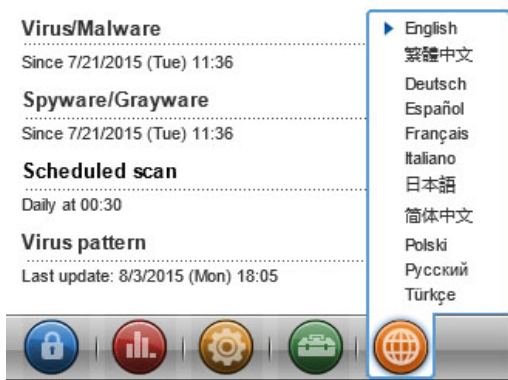 Virus/Malware
Since 7/21/2015 (Tue) 11:36
Spyware/Grayware
Since 7/21/2015 (Tue) 11:36
Scheduled scan
Daily at 00:30
Virus pattern
Last update: 8/3/2015 (Mon) 18:05
English
繁體中文
Deutsch
Español
Français
Italiano
日本語
简体中文
Polski
Русский
Türkçe